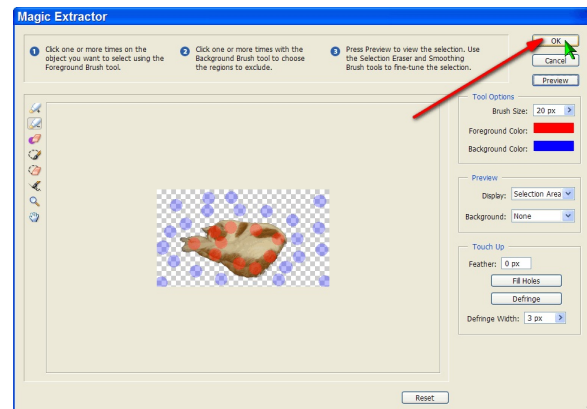 Magic Extractor
1 Click one or more times on the
object you want to select using the
Foreground Brush tool.
2 Click one or more times with the
Background Brush tool to choose
the regions to exclude.
3 Press Preview to view the selection. Use
the Selection Eraser and Smoothing
Brush tools to fine-tune the selection.
OK
Cancel
Preview
Tool Options
Brush Size: 20 px
Foreground Color:
Background Color:
Preview
Display: Selection Area
Background: None
Touch Up
Feather: 0 px
Fill Holes
Defringe
Defringe Width: 3 px
Reset